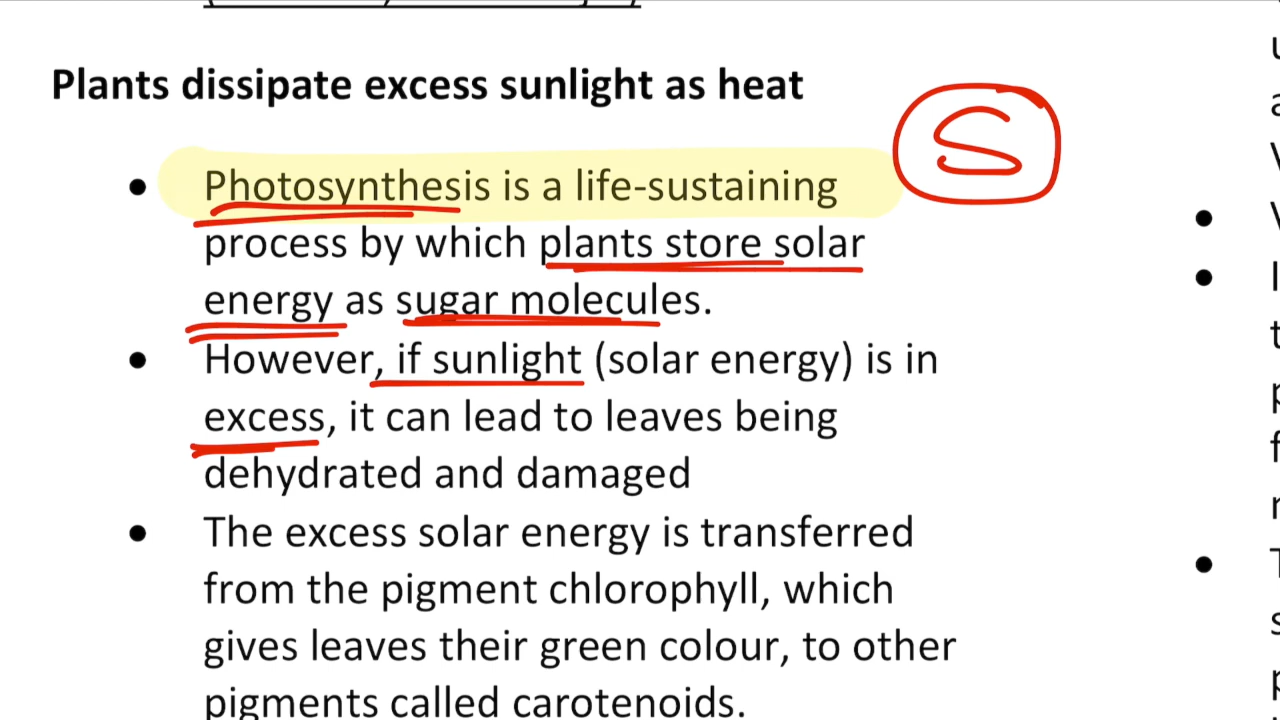 Plants dissipate excess sunlight as heat
S
• Photosynthesis is a life-sustaining
process by which plants store solar
energy as sugar molecules.
• However, if sunlight (solar energy) is in
excess, it can lead to leaves being
dehydrated and damaged
• The excess solar energy is transferred
from the pigment chlorophyll, which
gives leaves their green colour, to other
pigments called carotenoids.